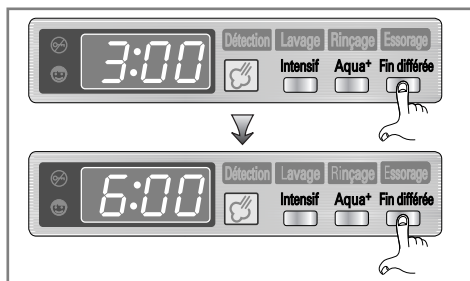 Détection Lavage Rinçage Essorage
3:00
Intensif Aqua+ Fin différée
Détection Lavage Rinçage Essorage
6:00
Intensif Aqua+ Fin différée